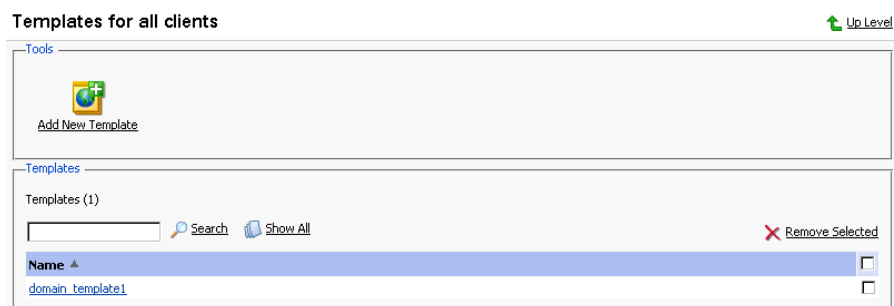 Templates for all clients
Up Level
Tools
Add New Template
Templates
Templates (1)
Search Show All Remove Selected
Name
domain_template1